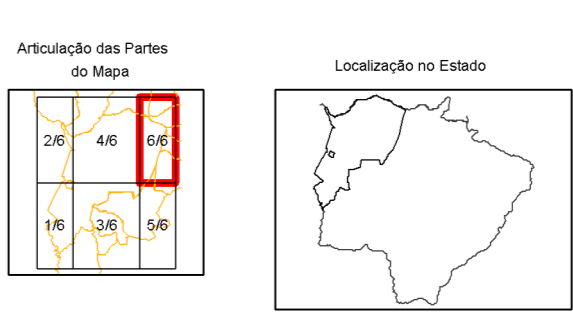 Articulação das Partes
do Mapa
Localização no Estado
2/6 4/6 6/6
1/6 3/6 5/6